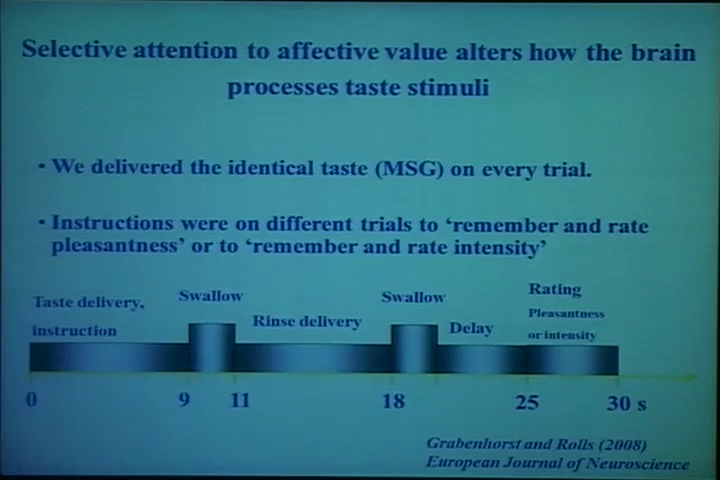 Selective attention to affective value alters how the brain
processes taste stimuli
• We delivered the identical taste (MSG) on every trial.
• Instructions were on different trials to ‘remember and rate
pleasantness’ or to ‘remember and rate intensity’
Taste delivery,
instruction
Swallow
Rinse delivery
Swallow
Delay
Rating
Pleasantness
or intensity
0 9 11 18 25 30 s
Grabenhorst and Rolls (2008)
European Journal of Neuroscience